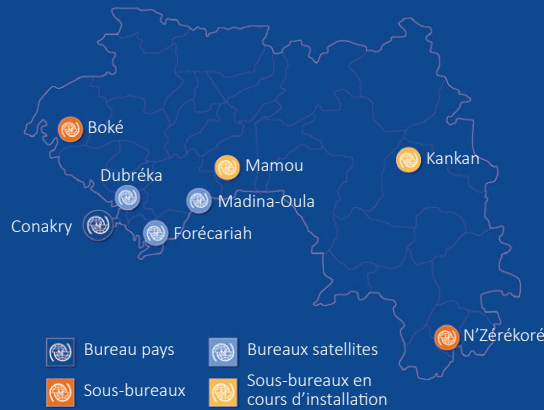 Boké
Mamou
Kankan
Dubréka
Madina-Oula
Conakry
Forécariah
N'Zérékoré
Bureau pays
Bureaux satellites
Sous-bureaux
Sous-bureaux en
cours d'installation